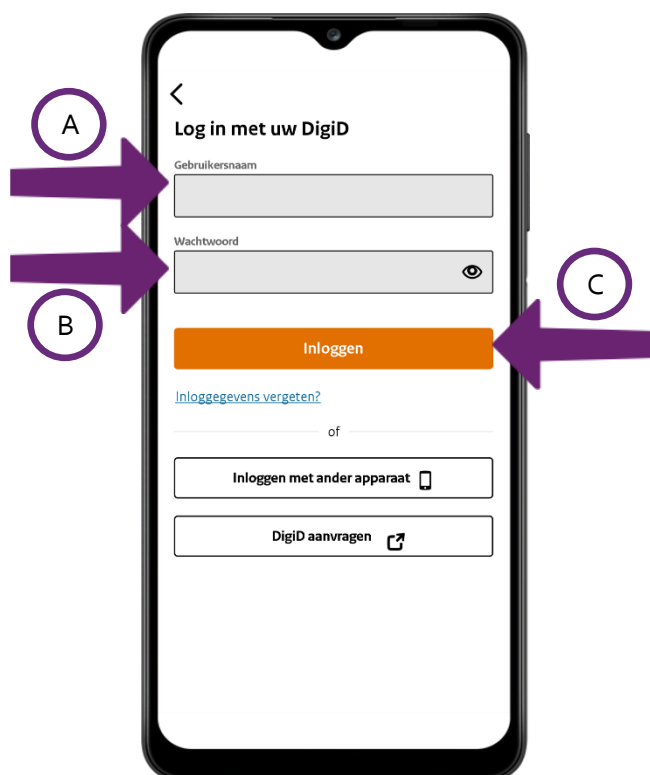 A
Log in met uw DigiD
Gebruikersnaam
Wachtwoord
B
C
Inloggen
Inloggegevens vergeten?
of
Inloggen met ander apparaat
DigiD aanvragen